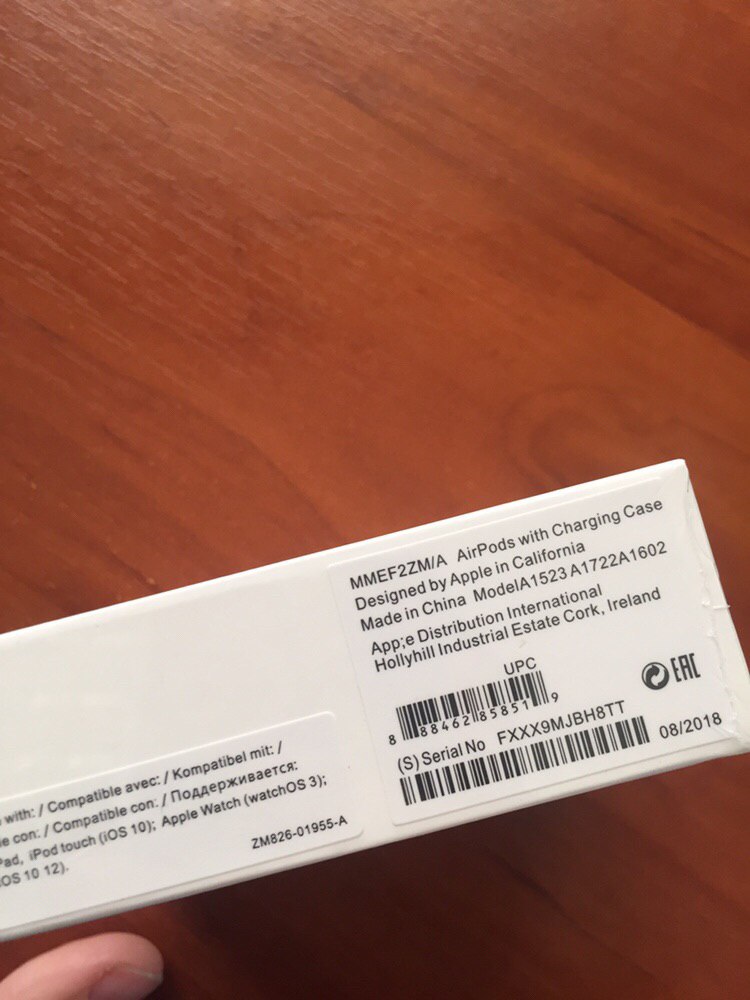 MMEF2ZM/A AirPods with Charging Case
Designed by Apple in California
Made in China ModelA1523 A1722A1602
App;e Distribution International
Hollyhill Industrial Estate Cork, Ireland
UPC
8 88462 85851 9
EAC
(S) Serial No FXXX9MJBH8TT
08/2018
with: / Compatible avec: / Kompatibel mit: /
con: / Compatible con: / Поддерживается:
iPod touch (iOS 10); Apple Watch (watchOS 3);
OS 10 12).
ZM826-01955-A